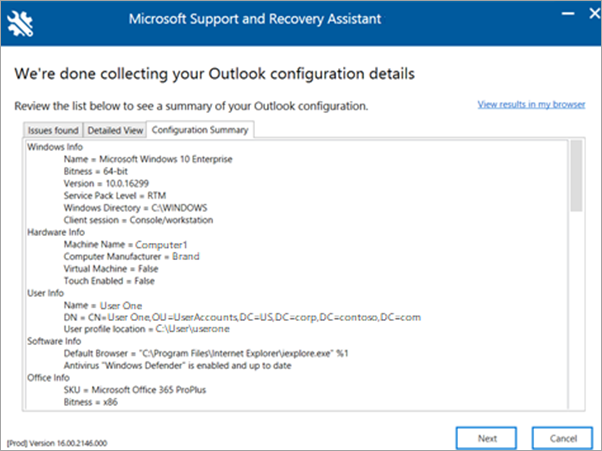 Microsoft Support and Recovery Assistant
We're done collecting your Outlook configuration details
Review the list below to see a summary of your Outlook configuration.
View results in my browser
Issues found
Detailed View
Configuration Summary
Windows Info
Name = Microsoft Windows 10 Enterprise
Bitness = 64-bit
Version = 10.0.16299
Service Pack Level = RTM
Windows Directory = C:\WINDOWS
Client session = Console/workstation
Hardware Info
Machine Name = Computer1
Computer Manufacturer = Brand
Virtual Machine = False
Touch Enabled = False
User Info
Name = User One
DN = CN=User One,OU=UserAccounts,DC=US,DC=corp,DC=contoso,DC=com
User profile location = C:\User\userone
Software Info
Default Browser = "C:\Program Files\Internet Explorer\iexplore.exe" %1
Antivirus "Windows Defender" is enabled and up to date
Office Info
SKU = Microsoft Office 365 ProPlus
Bitness = x86
[Prod] Version 16.00.2146.000
Next
Cancel